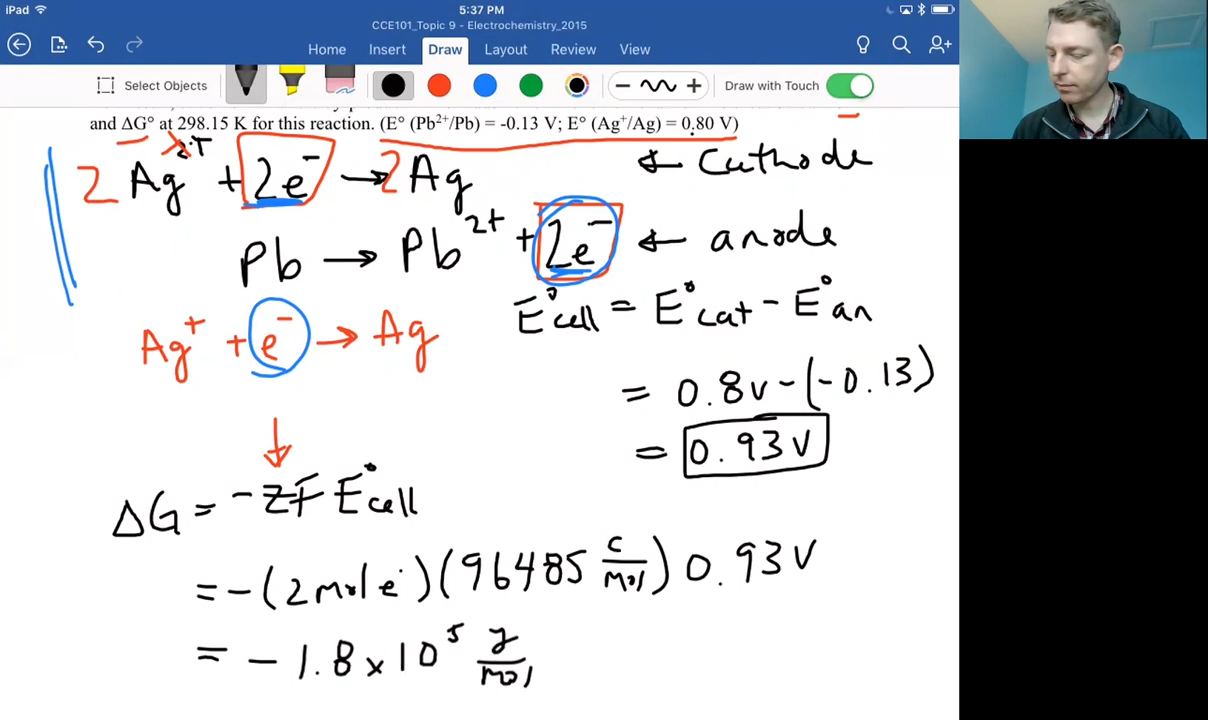 iPad 5:37 PM
CCE101_Topic 9 - Electrochemistry_2015
Home Insert Draw Layout Review View
Select Objects Draw with Touch
and ΔG° at 298.15 K for this reaction. (E° (Pb²⁺/Pb) = -0.13 V; E° (Ag⁺/Ag) = 0.80 V)
2 Ag⁺ + 2e⁻ → 2 Ag ← Cathode
Pb → Pb²⁺ + 2e⁻ ← anode
E°cell = E°cat - E°an
Ag⁺ + e⁻ → Ag
= 0.8v - (-0.13)
= 0.93 V
ΔG = -zF E°cell
= -(2 mol e⁻)(96485 C/mol) 0.93 V
= -1.8 x 10⁵ J/mol